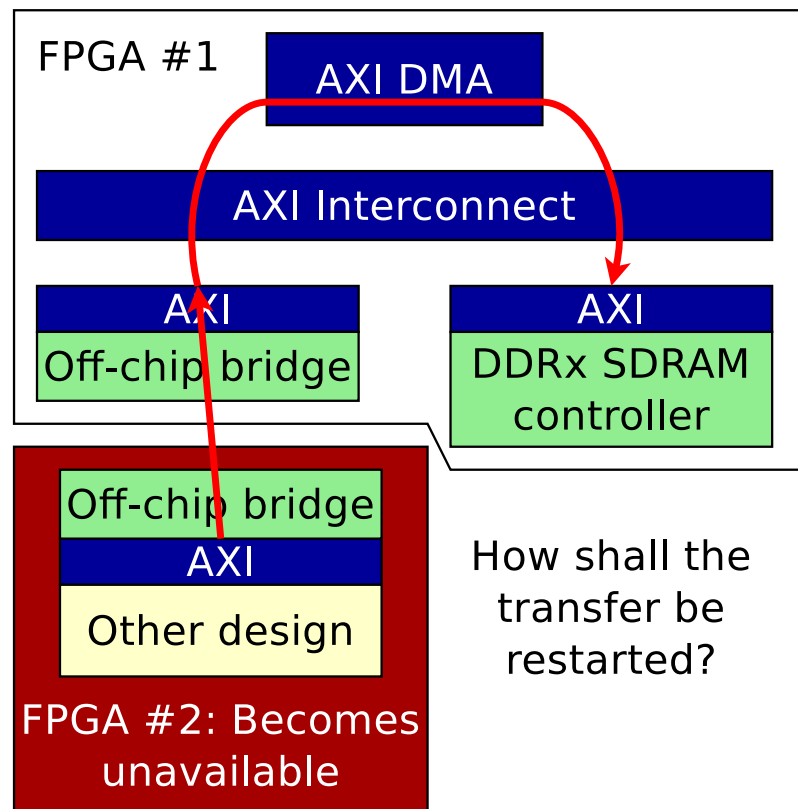 FPGA #1
AXI DMA
AXI Interconnect
AXI
Off-chip bridge
AXI
DDRx SDRAM
controller
Off-chip bridge
AXI
Other design
FPGA #2: Becomes
unavailable
How shall the
transfer be
restarted?